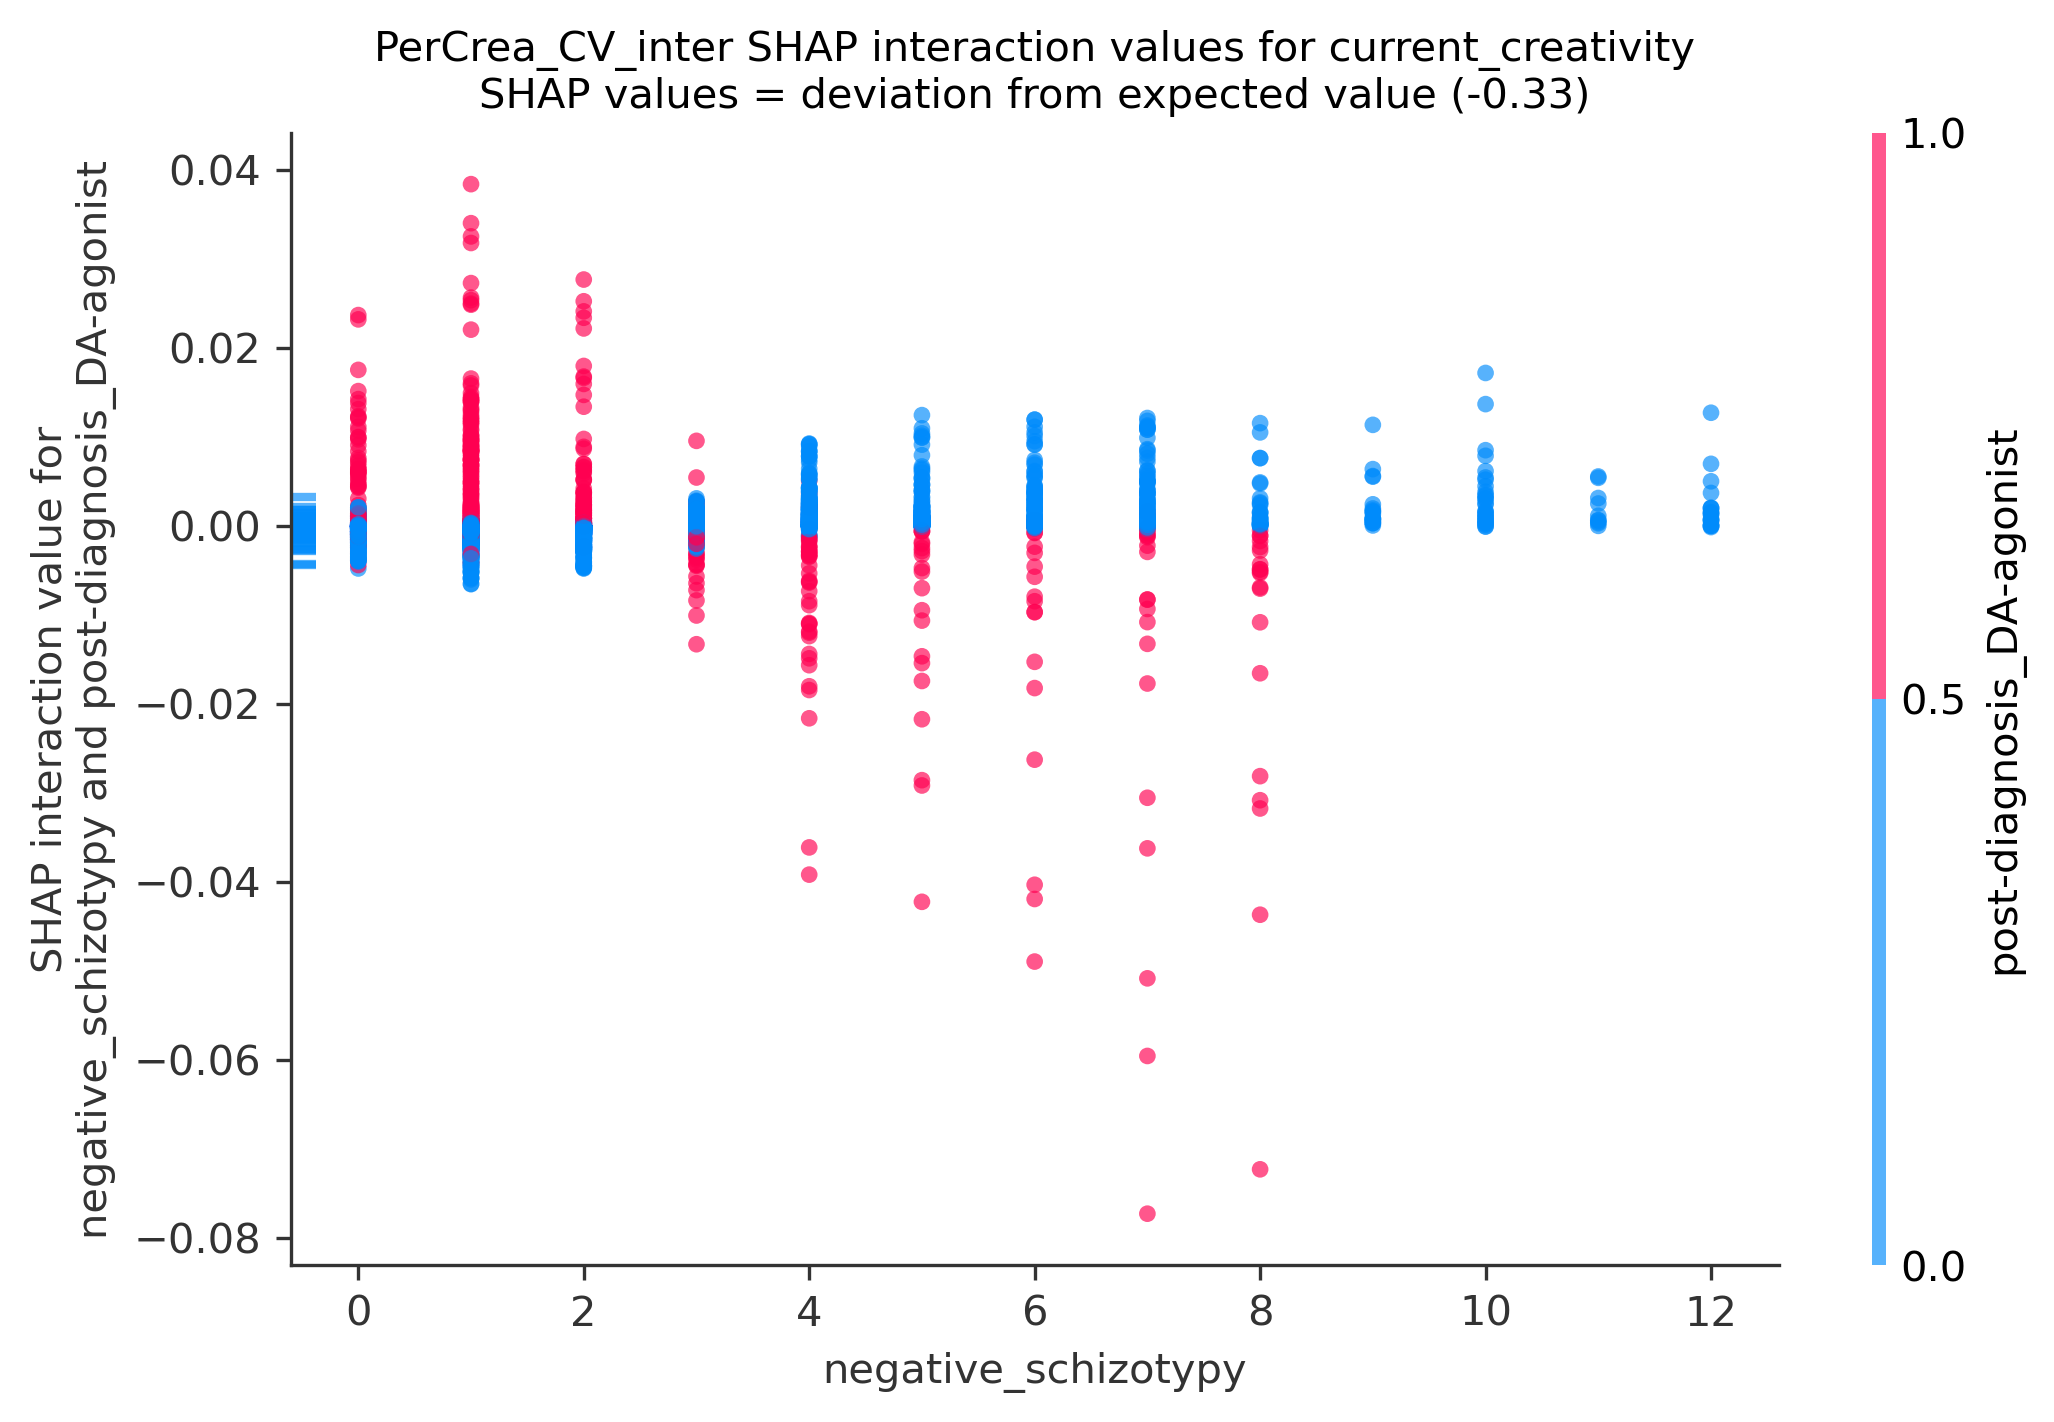 PerCrea_CV_inter SHAP interaction values for current_creativity
SHAP values = deviation from expected value (-0.33)
SHAP interaction value for
negative_schizotypy and post-diagnosis_DA-agonist
0.04
0.02
0.00
−0.02
−0.04
−0.06
−0.08
0
2
4
6
8
10
12
negative_schizotypy
1.0
0.5
0.0
post-diagnosis_DA-agonist